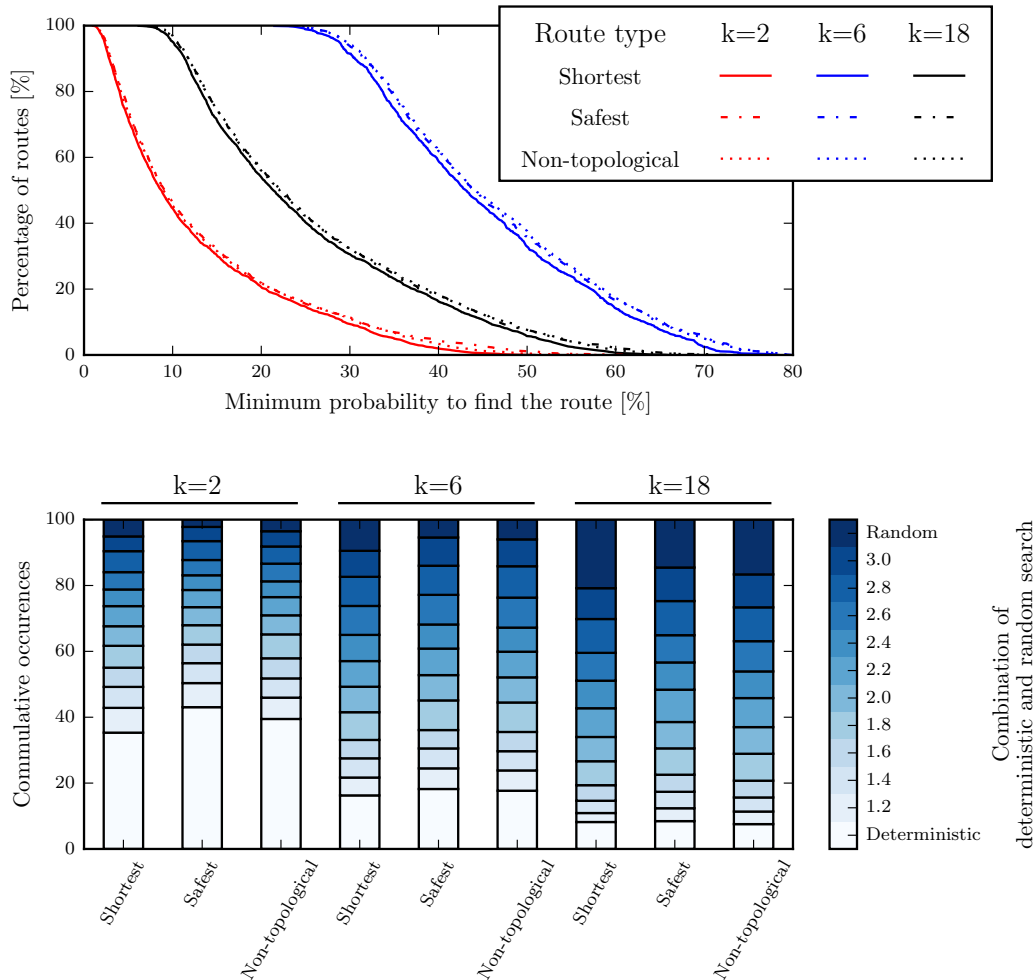 Route type k=2 k=6 k=18
Shortest
Safest
Non-topological
Percentage of routes [%]
100
80
60
40
20
0
0 10 20 30 40 50 60 70 80
Minimum probability to find the route [%]
k=2 k=6 k=18
Commulative occurences
100
80
60
40
20
0
Shortest Safest Non-topological Shortest Safest Non-topological Shortest Safest Non-topological
Random
3.0
2.8
2.6
2.4
2.2
2.0
1.8
1.6
1.4
1.2
Deterministic
Combination of
deterministic and random search